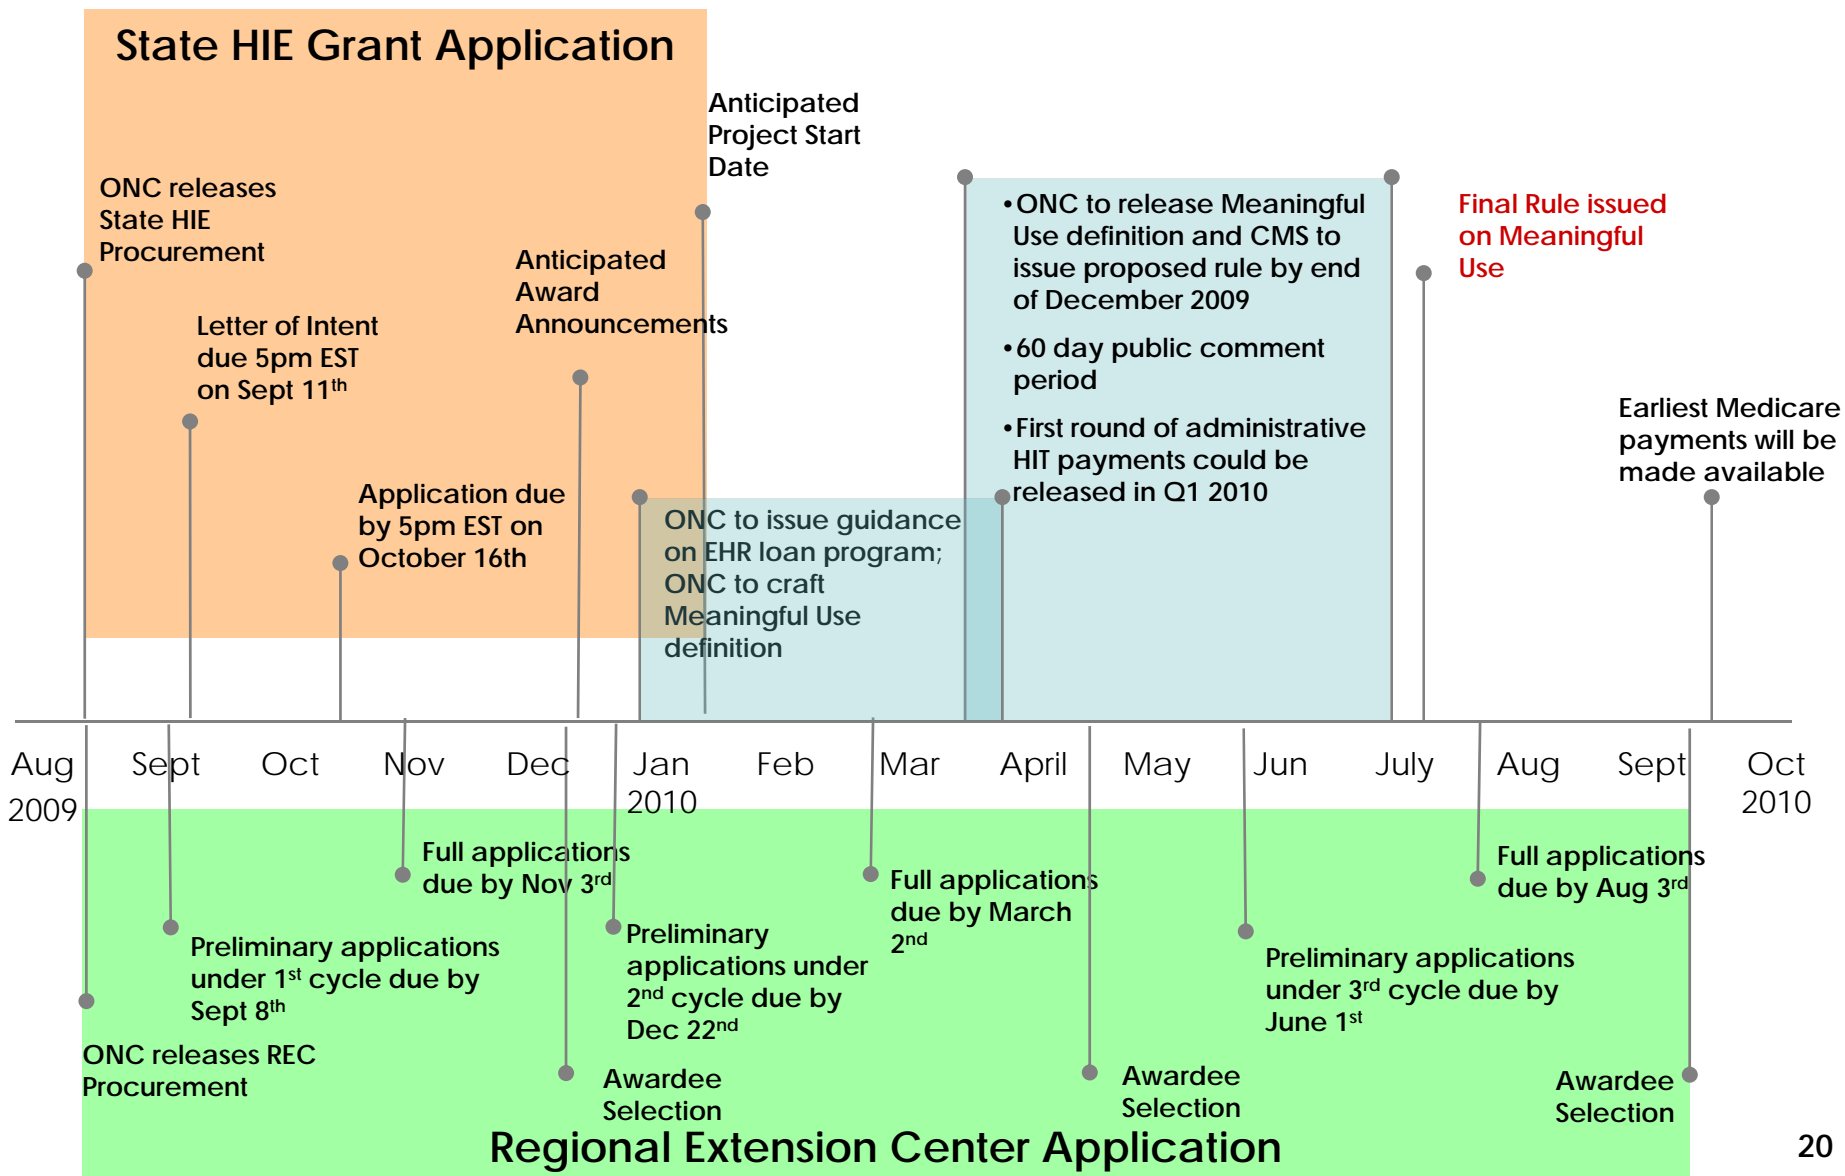 State HIE Grant Application
Anticipated
Project Start
Date
ONC releases
State HIE
Procurement
Letter of Intent
due 5pm EST
on Sept 11th
Application due
by 5pm EST on
October 16th
Anticipated
Award
Announcements
ONC to issue guidance
on EHR loan program;
ONC to craft
Meaningful Use
definition
•ONC to release Meaningful
Use definition and CMS to
issue proposed rule by end
of December 2009
•60 day public comment
period
•First round of administrative
HIT payments could be
released in Q1 2010
Final Rule issued
on Meaningful
Use
Earliest Medicare
payments will be
made available
Aug
2009
Sept
Oct
Nov
Dec
Jan
2010
Feb
Mar
April
May
Jun
July
Aug
Sept
Oct
2010
Full applications
due by Nov 3rd
Preliminary applications
under 1st cycle due by
Sept 8th
ONC releases REC
Procurement
Preliminary
applications under
2nd cycle due by
Dec 22nd
Awardee
Selection
Full applications
due by March
2nd
Awardee
Selection
Preliminary applications
under 3rd cycle due by
June 1st
Full applications
due by Aug 3rd
Awardee
Selection
Regional Extension Center Application
20